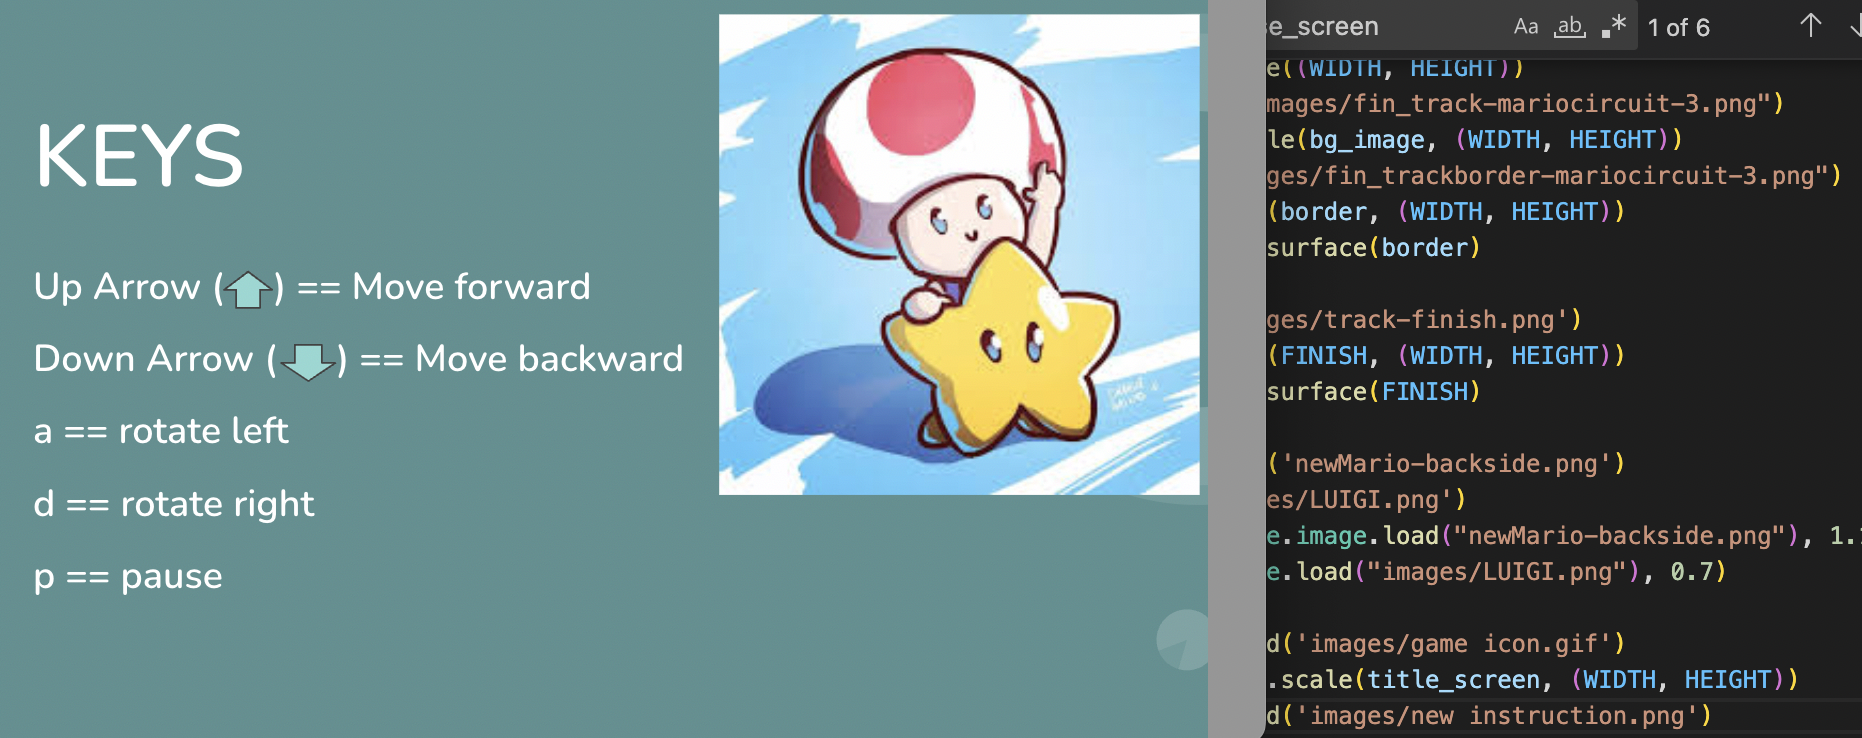 KEYS
Up Arrow (⬆) == Move forward
Down Arrow (⬇) == Move backward
a == rotate left
d == rotate right
p == pause
se_screen
Aa ab .* 1 of 6 ↑ ↓
e((WIDTH, HEIGHT))
mages/fin_track-mariocircuit-3.png")
le(bg_image, (WIDTH, HEIGHT))
ges/fin_trackborder-mariocircuit-3.png")
(border, (WIDTH, HEIGHT))
surface(border)
ges/track-finish.png')
(FINISH, (WIDTH, HEIGHT))
surface(FINISH)
('newMario-backside.png')
es/LUIGI.png')
e.image.load("newMario-backside.png"), 1.
e.load("images/LUIGI.png"), 0.7)
d('images/game icon.gif')
.scale(title_screen, (WIDTH, HEIGHT))
d('images/new instruction.png')